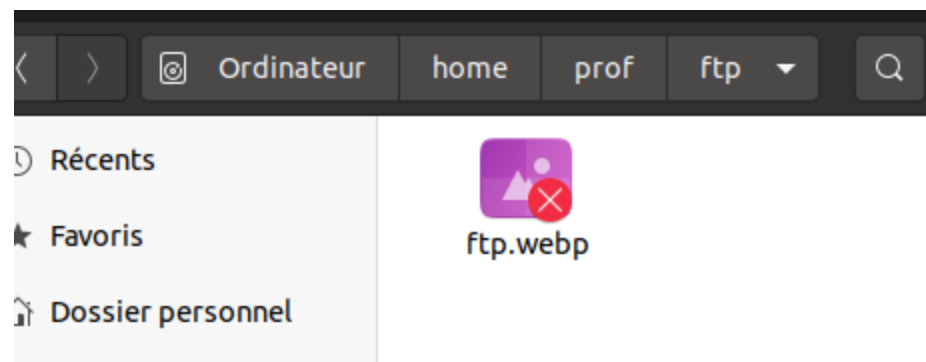 Ordinateur home prof ftp
Récents
Favoris
Dossier personnel
ftp.webp